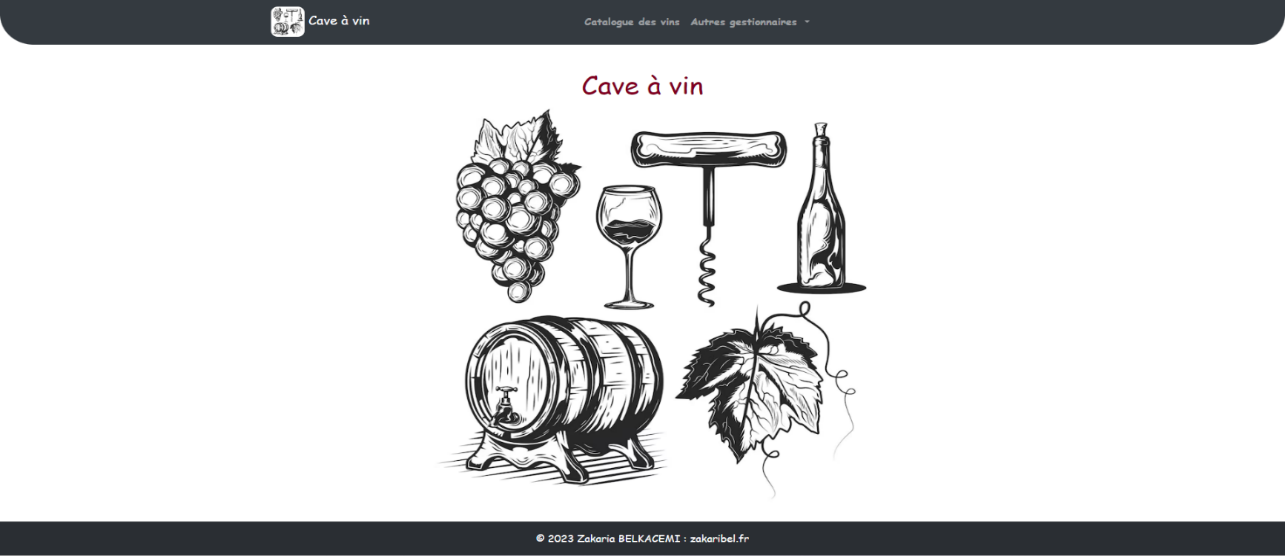 Cave à vin
Catalogue des vins Autres gestionnaires
Cave à vin
© 2023 Zakaria BELKACEMI : zakaribel.fr